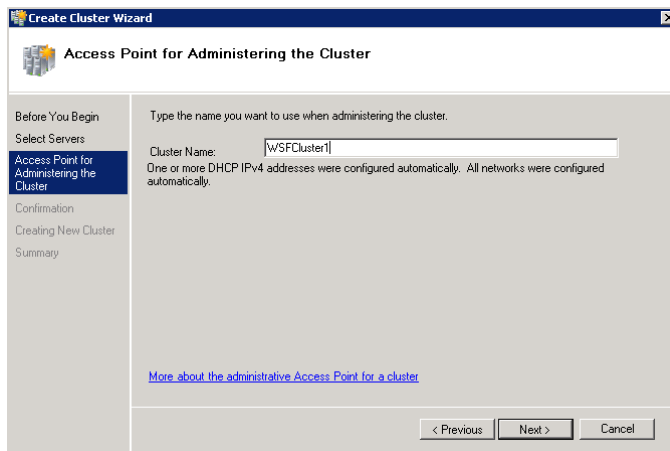 Create Cluster Wizard
Access Point for Administering the Cluster
Before You Begin
Select Servers
Access Point for
Administering the
Cluster
Confirmation
Creating New Cluster
Summary
Type the name you want to use when administering the cluster.
Cluster Name:
WSFCluster1
One or more DHCP IPv4 addresses were configured automatically. All networks were configured
automatically.
More about the administrative Access Point for a cluster
< Previous
Next >
Cancel